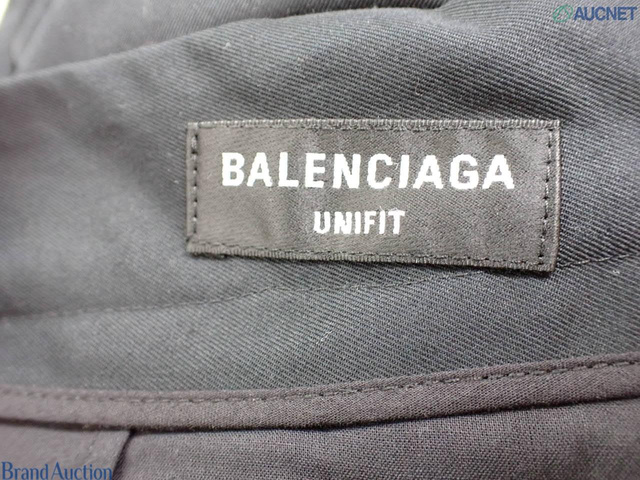 AUCNET
BALENCIAGA
UNIFIT
Brand Auction